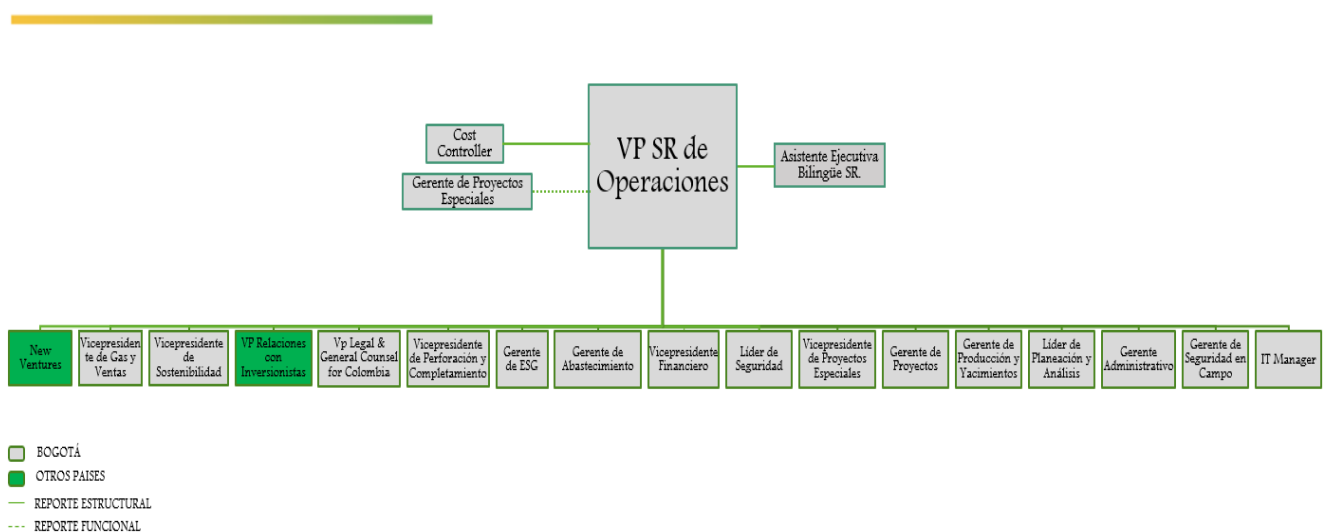 Cost
Controller
Gerente de Proyectos
Especiales
VP SR de
Operaciones
Asistente Ejecutiva
Bilingüe SR.
New
Ventures
Vicepresiden
te de Gas y
Ventas
Vicepresidente
de
Sostenibilidad
VP Relaciones
con
Inversionistas
Vp Legal &
General Counsel
for Colombia
Vicepresidente
de Perforación y
Completamiento
Gerente
de ESG
Gerente de
Abastecimiento
Vicepresidente
Financiero
Líder de
Seguridad
Vicepresidente
de Proyectos
Especiales
Gerente de
Proyectos
Gerente de
Producción y
Yacimientos
Líder de
Planeación y
Análisis
Gerente
Administrativo
Gerente de
Seguridad en
Campo
IT Manager
BOGOTÁ
OTROS PAISES
REPORTE ESTRUCTURAL
REPORTE FUNCIONAL